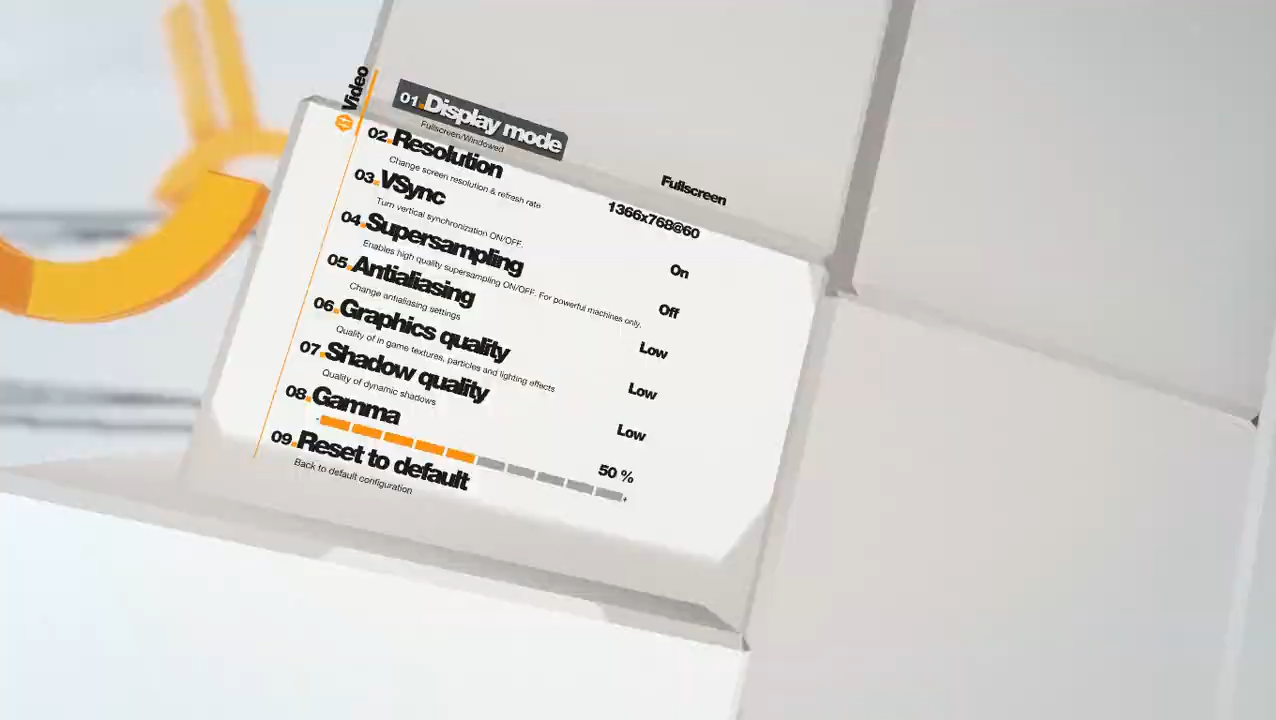 Video
01.Display mode
Fullscreen/Windowed
Fullscreen
02.Resolution
Change screen resolution & refresh rate
1366x768@60
03.VSync
Turn vertical synchronization ON/OFF.
On
04.Supersampling
Enables high quality supersampling ON/OFF. For powerful machines only.
Off
05.Antialiasing
Change antialiasing settings
Low
06.Graphics quality
Quality of in game textures, particles and lighting effects
Low
07.Shadow quality
Quality of dynamic shadows
Low
08.Gamma
- +
50 %
09.Reset to default
Back to default configuration